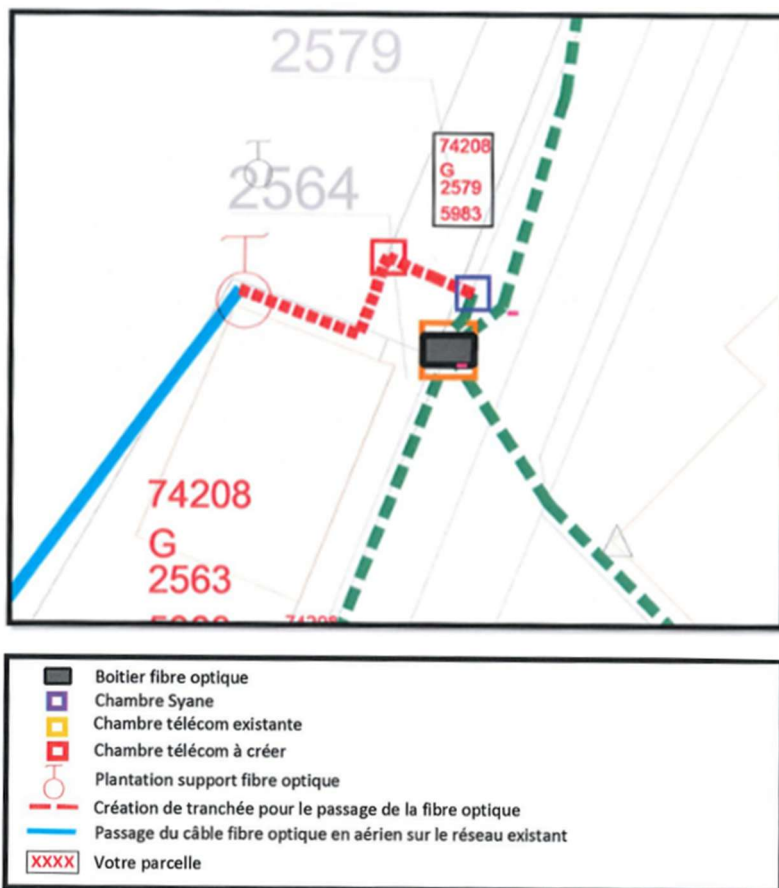 2579
74208
G
2579
5983
2564
74208
G
2563
74208
Boitier fibre optique
Chambre Syane
Chambre télécom existante
Chambre télécom à créer
Plantation support fibre optique
Création de tranchée pour le passage de la fibre optique
Passage du câble fibre optique en aérien sur le réseau existant
XXXX Votre parcelle